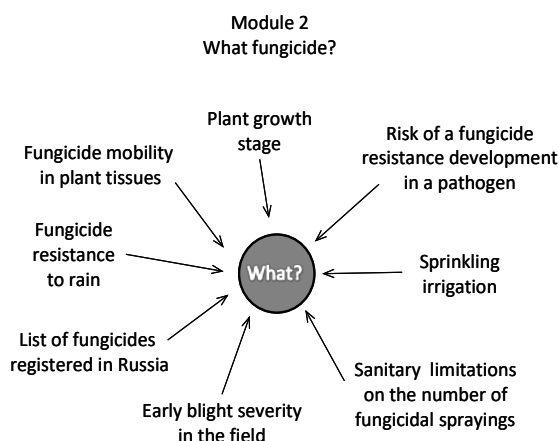 Module 2
What fungicide?
Plant growth
stage
Risk of a fungicide
resistance development
in a pathogen
Fungicide mobility
in plant tissues
Fungicide
resistance
to rain
What?
Sprinkling
irrigation
List of fungicides
registered in Russia
Sanitary limitations
on the number of
fungicidal sprayings
Early blight severity
in the field